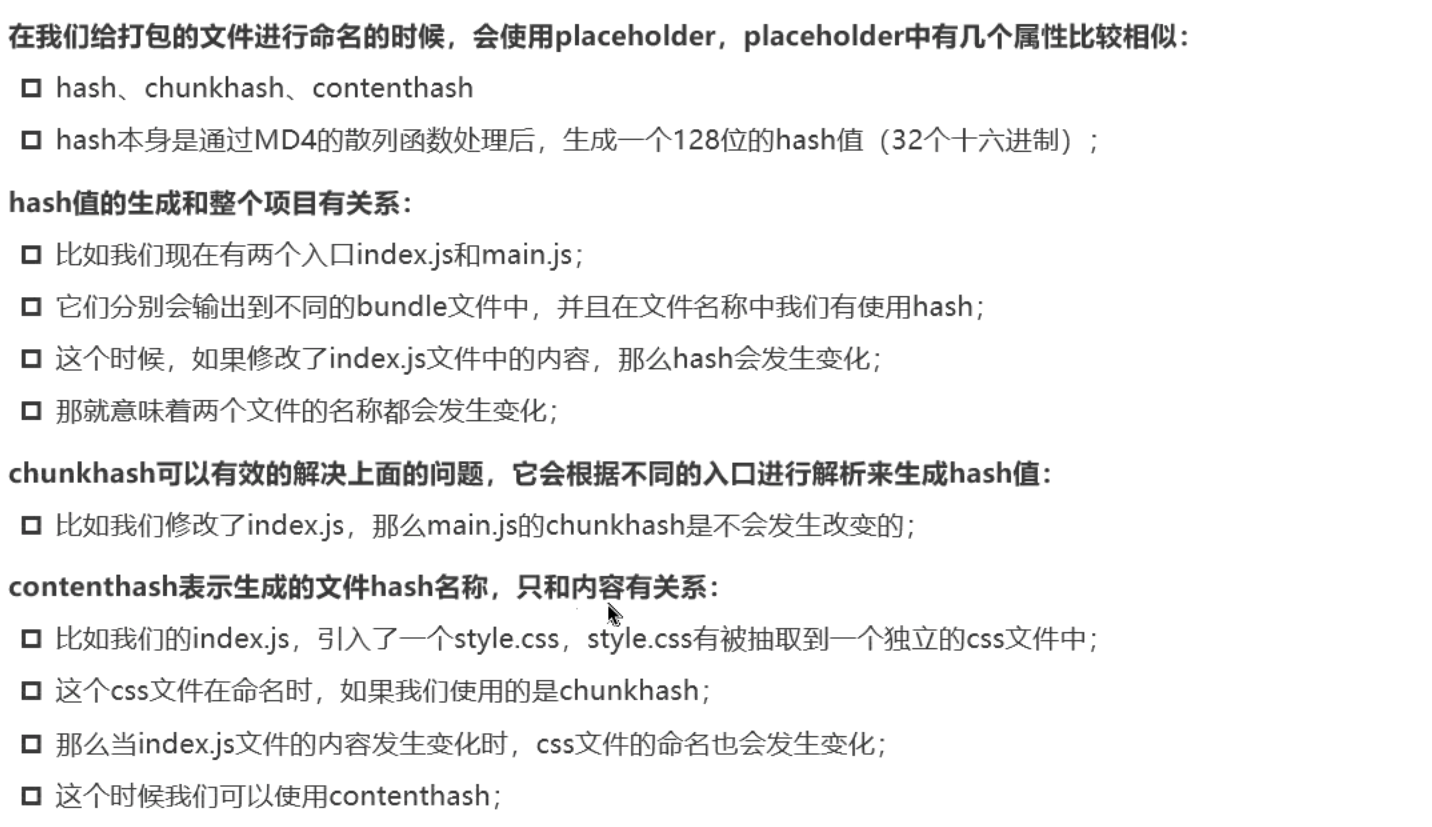 在我们给打包的文件进行命名的时候，会使用placeholder，placeholder中有几个属性比较相似：
hash、chunkhash、contenthash
hash本身是通过MD4的散列函数处理后，生成一个128位的hash值（32个十六进制）；
hash值的生成和整个项目有关系：
比如我们现在有两个入口index.js和main.js；
它们分别会输出到不同的bundle文件中，并且在文件名称中我们有使用hash；
这个时候，如果修改了index.js文件中的内容，那么hash会发生变化；
那就意味着两个文件的名称都会发生变化；
chunkhash可以有效的解决上面的问题，它会根据不同的入口进行解析来生成hash值：
比如我们修改了index.js，那么main.js的chunkhash是不会发生改变的；
contenthash表示生成的文件hash名称，只和内容有关系：
比如我们的index.js，引入了一个style.css，style.css有被抽取到一个独立的css文件中；
这个css文件在命名时，如果我们使用的是chunkhash；
那么当index.js文件的内容发生变化时，css文件的命名也会发生变化；
这个时候我们可以使用contenthash；